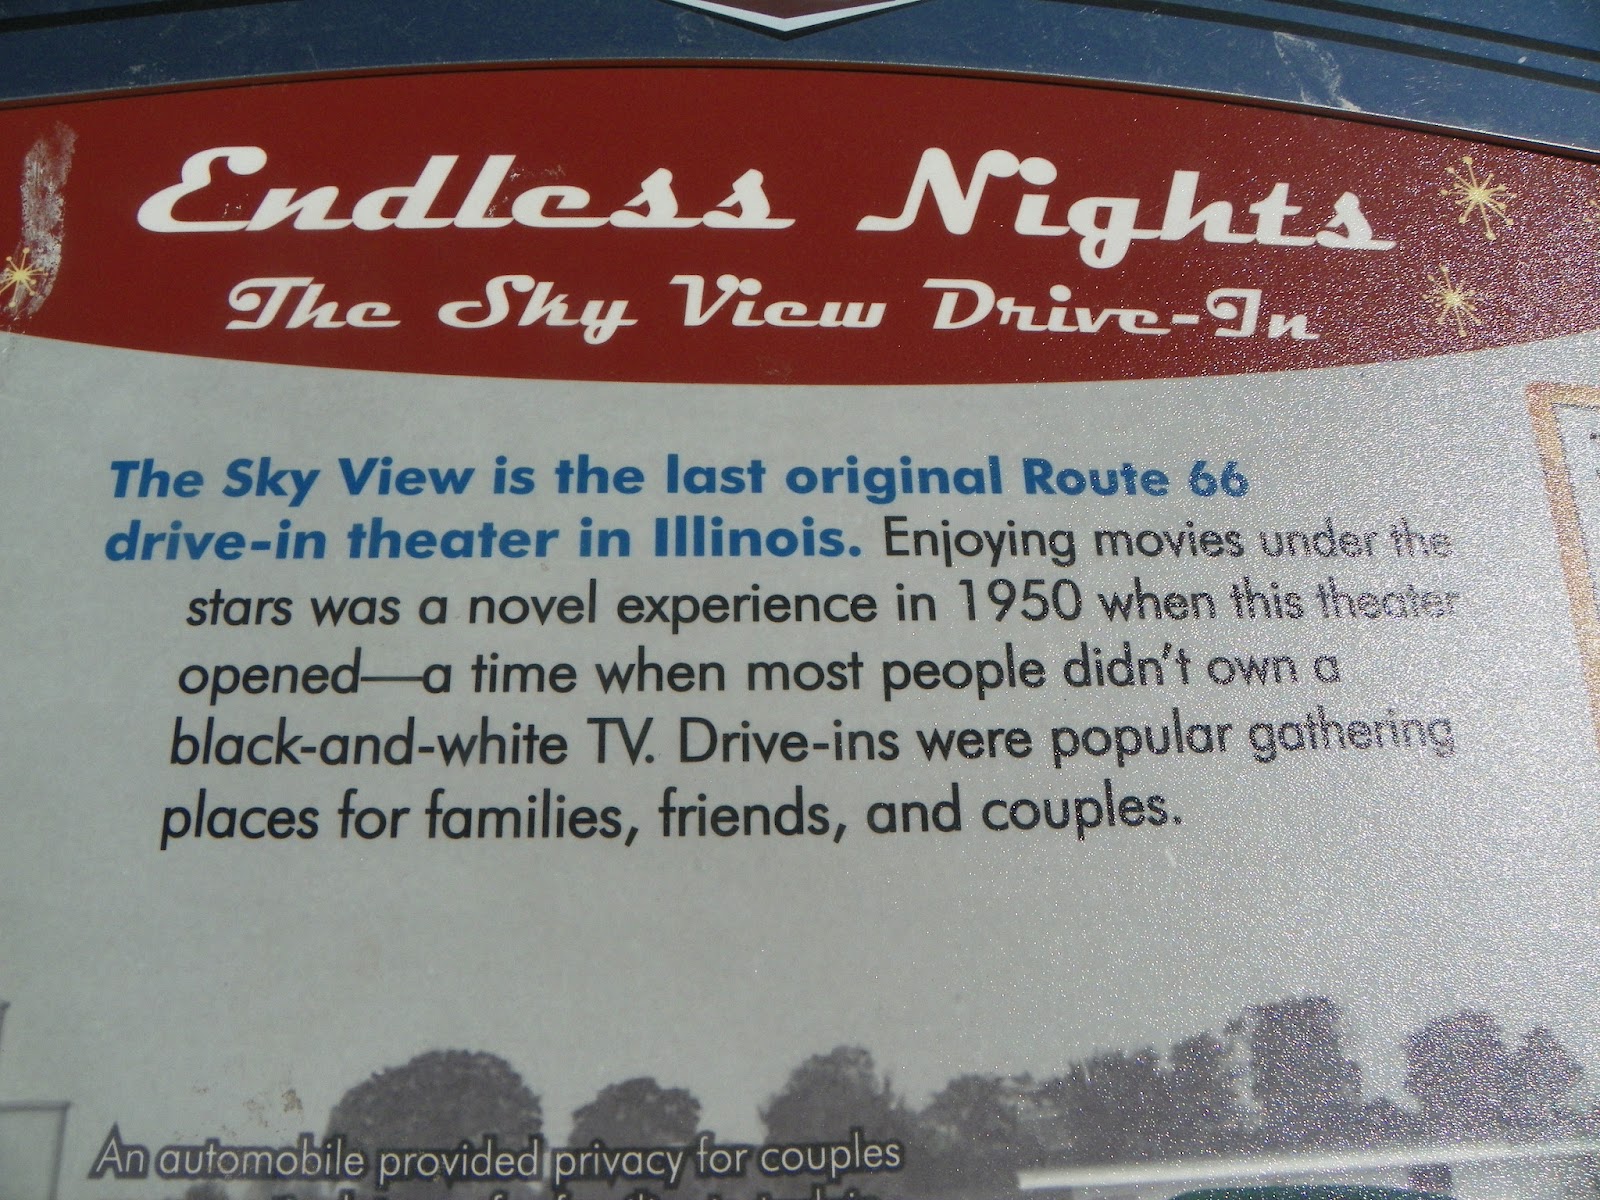 Endless Nights
The Sky View Drive-In
The Sky View is the last original Route 66
drive-in theater in Illinois. Enjoying movies under the
stars was a novel experience in 1950 when this theater
opened—a time when most people didn't own a
black-and-white TV. Drive-ins were popular gathering
places for families, friends, and couples.
An automobile provided privacy for couples